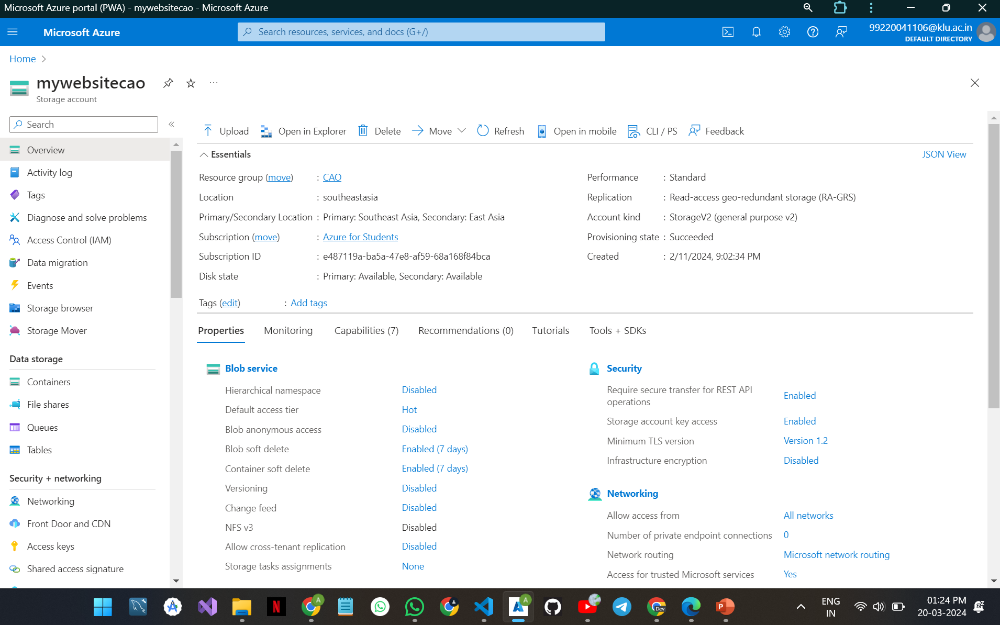 Microsoft Azure portal (PWA) - mywebsitecao - Microsoft Azure
Microsoft Azure
Search resources, services, and docs (G+/)
99220041106@klu.ac.in
DEFAULT DIRECTORY
Home
mywebsitecao
Storage account
Search
Overview
Activity log
Tags
Diagnose and solve problems
Access Control (IAM)
Data migration
Events
Storage browser
Storage Mover
Data storage
Containers
File shares
Queues
Tables
Security + networking
Networking
Front Door and CDN
Access keys
Shared access signature
Upload Open in Explorer Delete Move Refresh Open in mobile CLI / PS Feedback
Essentials
JSON View
Resource group (move) : CAO
Location : southeastasia
Primary/Secondary Location : Primary: Southeast Asia, Secondary: East Asia
Subscription (move) : Azure for Students
Subscription ID : e487119a-ba5a-47e8-af59-68a168f84bca
Disk state : Primary: Available, Secondary: Available
Performance : Standard
Replication : Read-access geo-redundant storage (RA-GRS)
Account kind : StorageV2 (general purpose v2)
Provisioning state : Succeeded
Created : 2/11/2024, 9:02:34 PM
Tags (edit) : Add tags
Properties Monitoring Capabilities (7) Recommendations (0) Tutorials Tools + SDKs
Blob service
Hierarchical namespace Disabled
Default access tier Hot
Blob anonymous access Disabled
Blob soft delete Enabled (7 days)
Container soft delete Enabled (7 days)
Versioning Disabled
Change feed Disabled
NFS v3 Disabled
Allow cross-tenant replication Disabled
Storage tasks assignments None
Security
Require secure transfer for REST API
operations Enabled
Storage account key access Enabled
Minimum TLS version Version 1.2
Infrastructure encryption Disabled
Networking
Allow access from All networks
Number of private endpoint connections 0
Network routing Microsoft network routing
Access for trusted Microsoft services Yes
N
A
A
Dev
P
ENG
IN
01:24 PM
20-03-2024